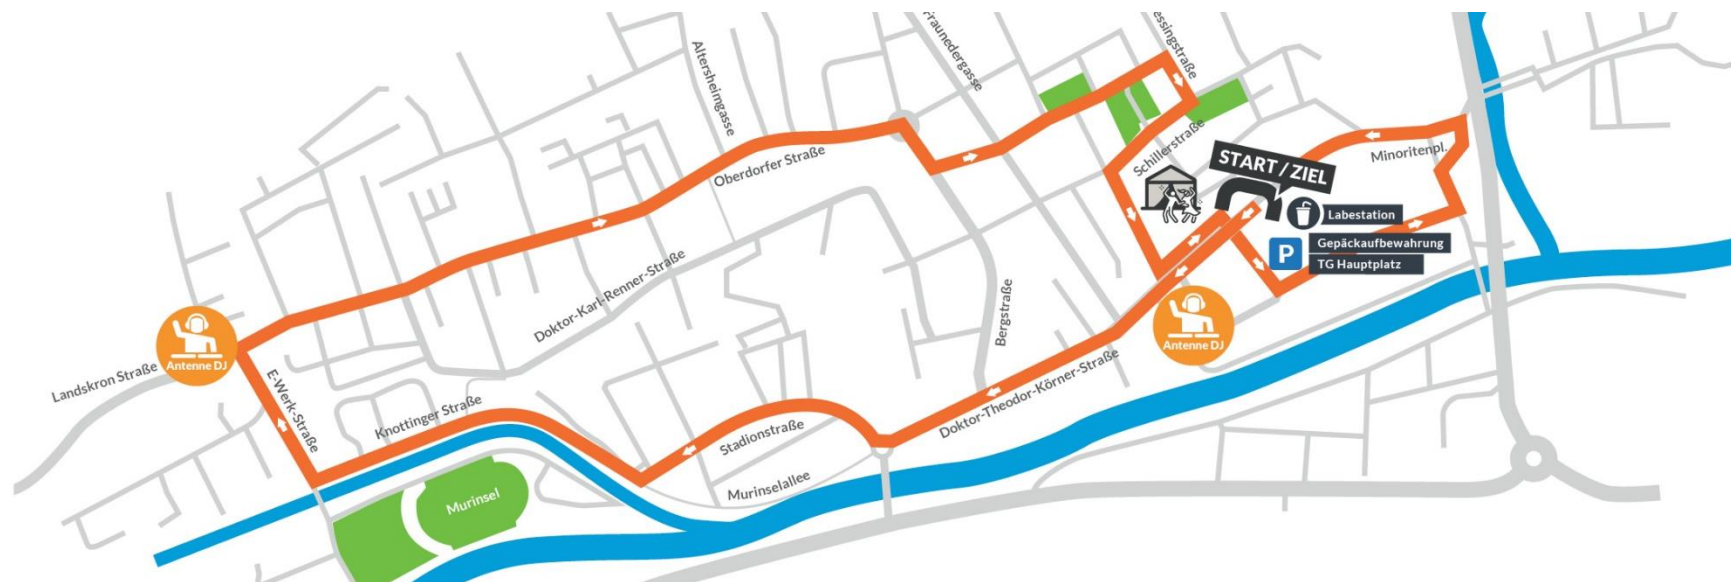 Fraunedergasse
essingstraße
Altersheimgasse
Oberdorfer Straße
Schillerstraße
Minoritenpl.
START / ZIEL
Labestation
P
Gepäckaufbewahrung
TG Hauptplatz
Doktor-Karl-Renner-Straße
Bergstraße
Antenne DJ
Antenne DJ
Landskron Straße
E-Werk-Straße
Knottinger Straße
Stadionstraße
Doktor-Theodor-Körner-Straße
Murinselallee
Murinsel